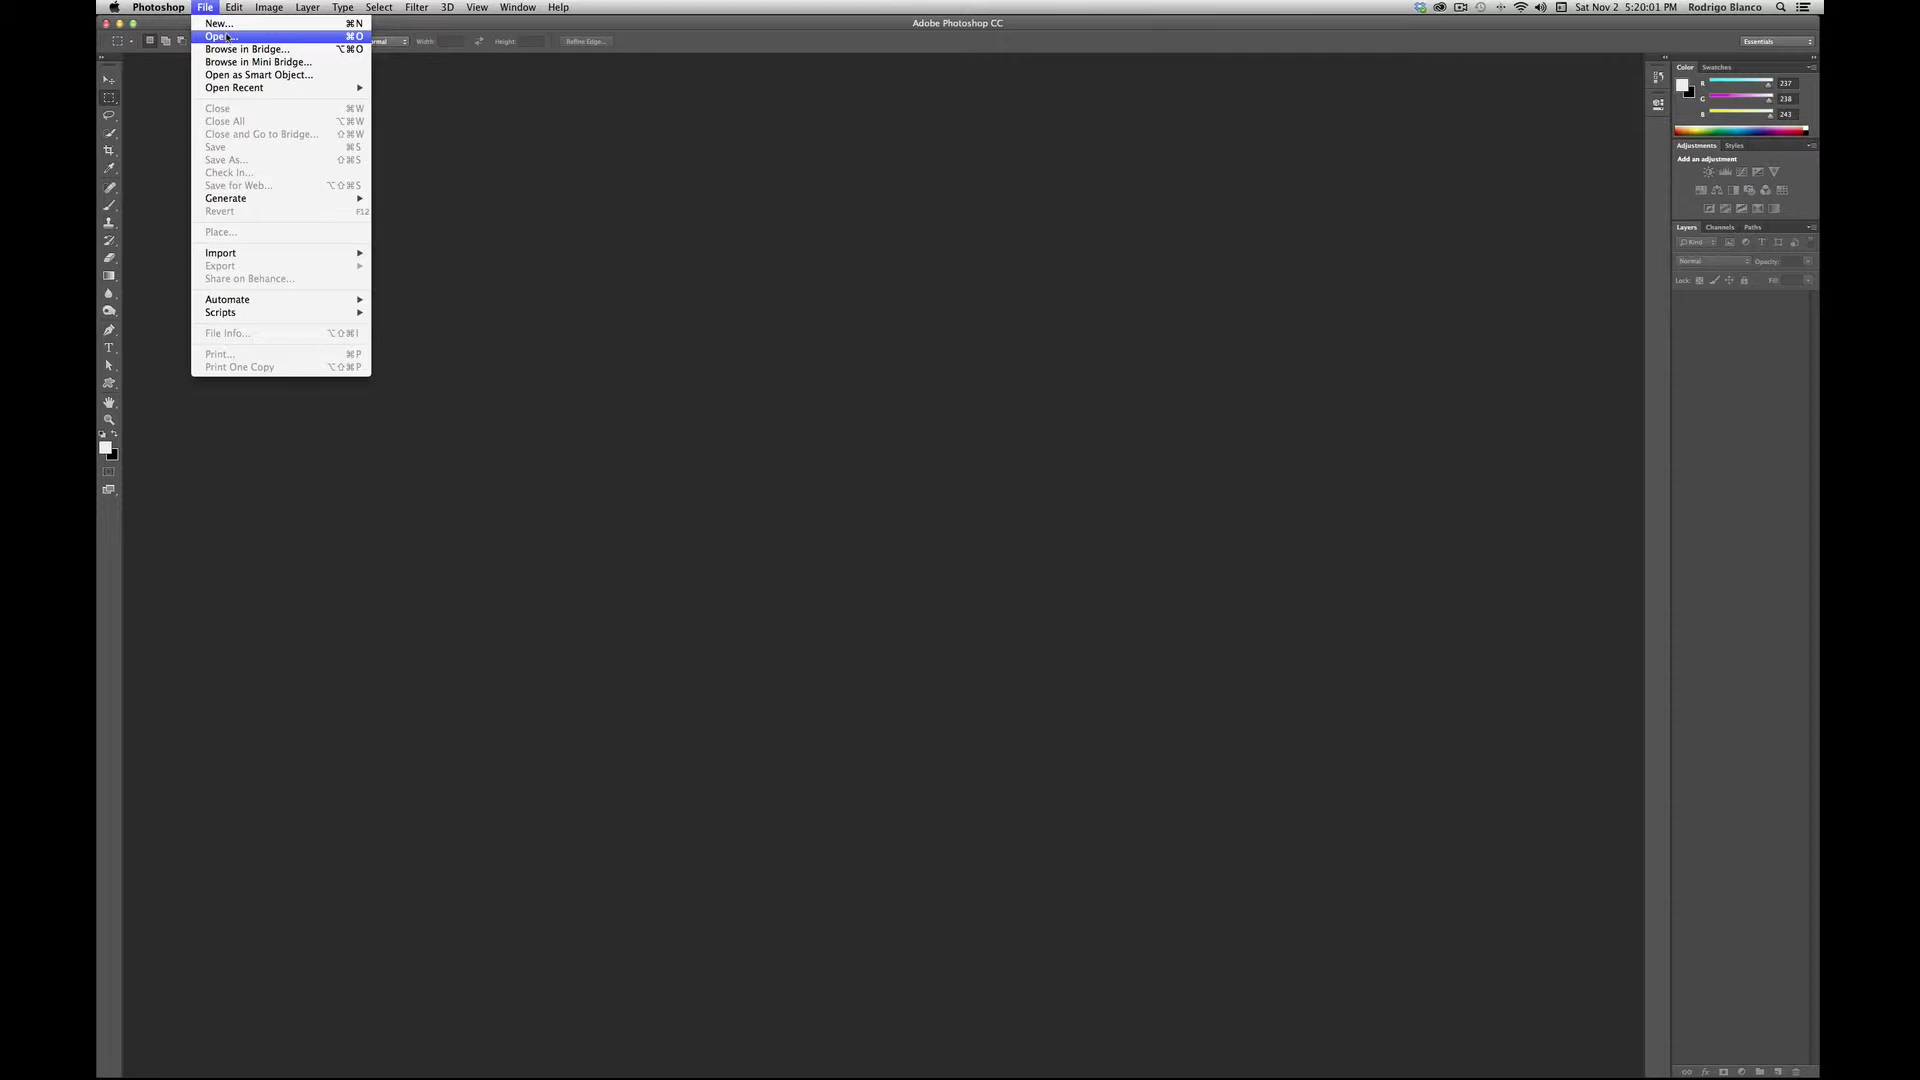 Photoshop File Edit Image Layer Type Select Filter 3D View Window Help Sat Nov 2 5:20:01 PM Rodrigo Blanco
Adobe Photoshop CC
Width: Height: Refine Edge... Essentials
New... ⌘N
Open... ⌘O
Browse in Bridge... ⌥⌘O
Browse in Mini Bridge...
Open as Smart Object...
Open Recent
Close ⌘W
Close All ⌥⌘W
Close and Go to Bridge... ⇧⌘W
Save ⌘S
Save As... ⇧⌘S
Check In...
Save for Web... ⌥⇧⌘S
Generate
Revert F12
Place...
Import
Export
Share on Behance...
Automate
Scripts
File Info... ⌥⇧⌘I
Print... ⌘P
Print One Copy ⌥⇧⌘P
Color Swatches
R 237
G 238
B 243
Adjustments Styles
Add an adjustment
Layers Channels Paths
Kind
Normal Opacity:
Lock: Fill: